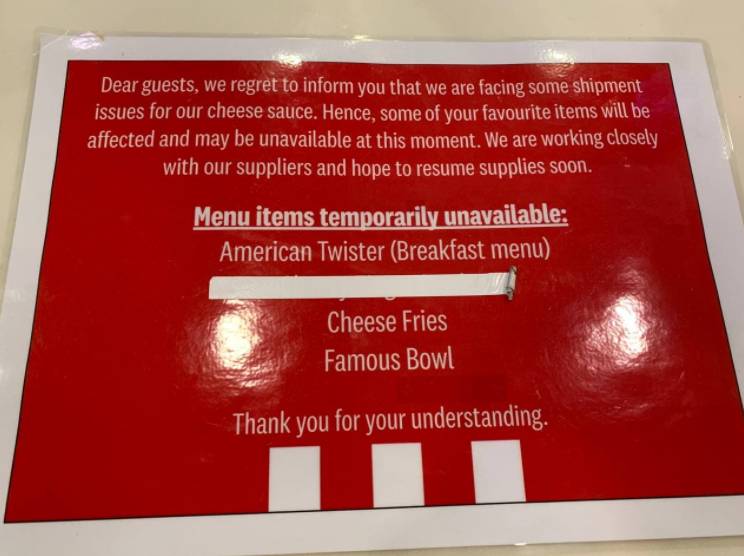 Dear guests, we regret to inform you that we are facing some shipment
issues for our cheese sauce. Hence, some of your favourite items will be
affected and may be unavailable at this moment. We are working closely
with our suppliers and hope to resume supplies soon.
Menu items temporarily unavailable:
American Twister (Breakfast menu)
Cheese Fries
Famous Bowl
Thank you for your understanding.